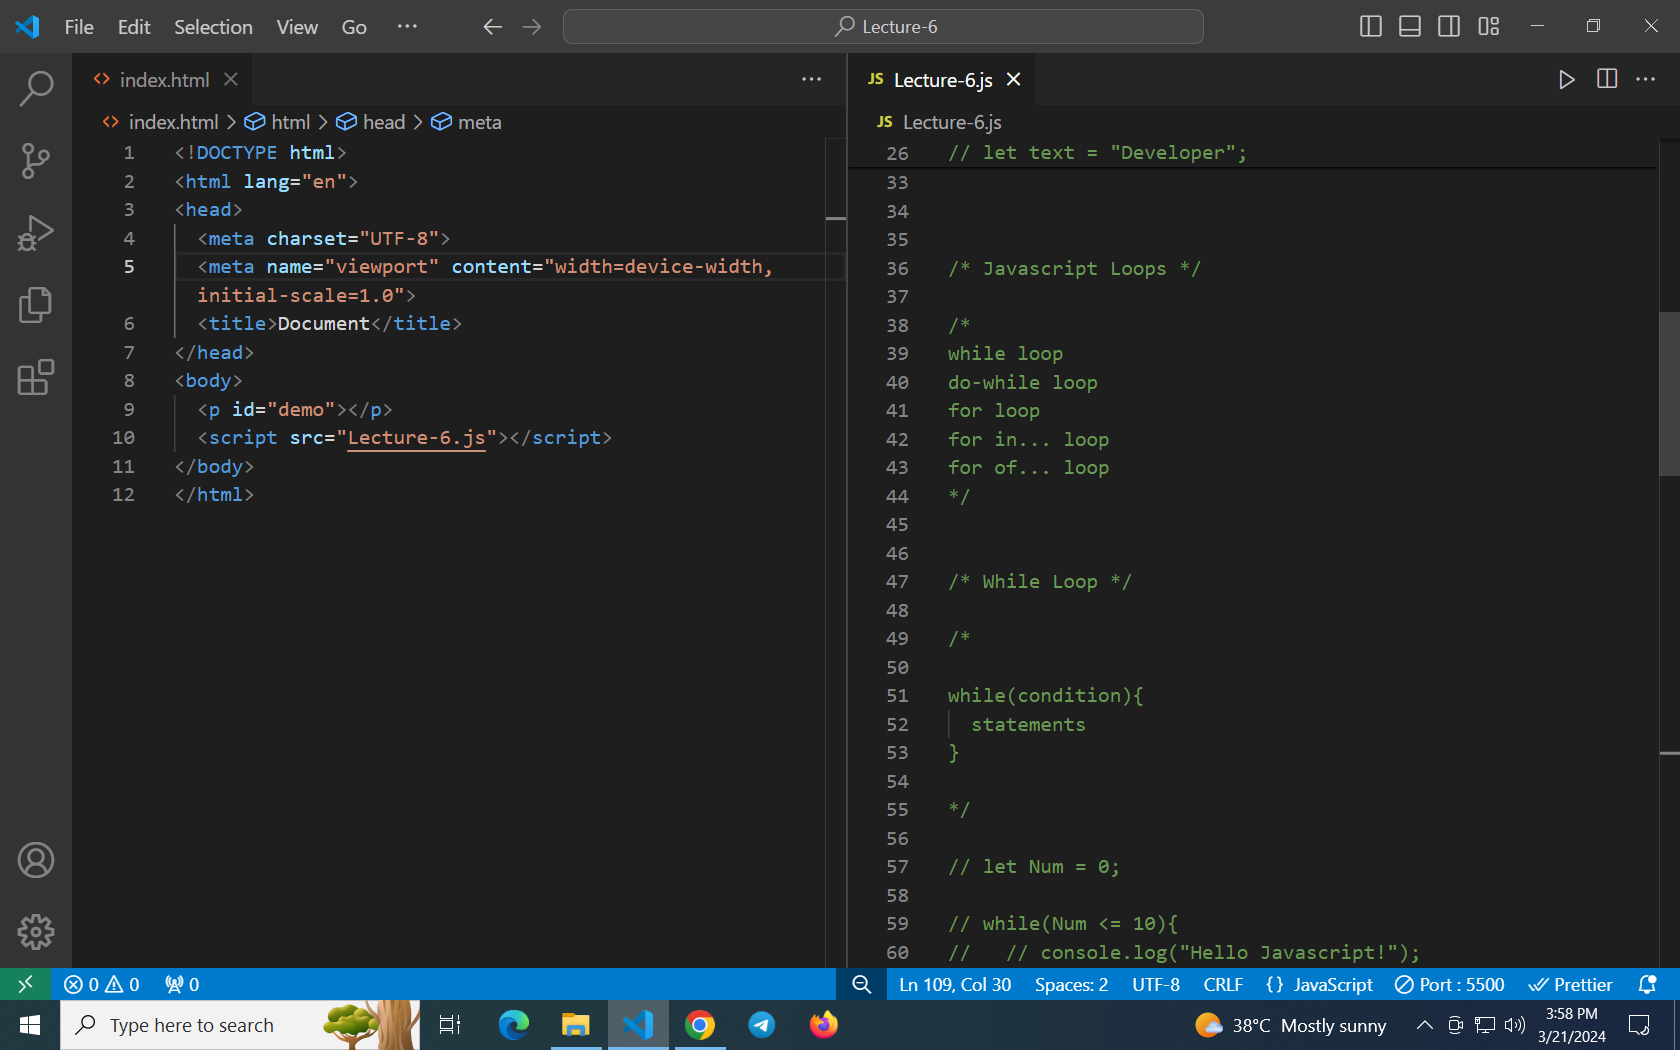 File Edit Selection View Go ··· Lecture-6
index.html
index.html > html > head > meta
1 <!DOCTYPE html>
2 <html lang="en">
3 <head>
4 <meta charset="UTF-8">
5 <meta name="viewport" content="width=device-width,
initial-scale=1.0">
6 <title>Document</title>
7 </head>
8 <body>
9 <p id="demo"></p>
10 <script src="Lecture-6.js"></script>
11 </body>
12 </html>
JS Lecture-6.js
JS Lecture-6.js
26 // let text = "Developer";
33
34
35
36 /* Javascript Loops */
37
38 /*
39 while loop
40 do-while loop
41 for loop
42 for in... loop
43 for of... loop
44 */
45
46
47 /* While Loop */
48
49 /*
50
51 while(condition){
52 statements
53 }
54
55 */
56
57 // let Num = 0;
58
59 // while(Num <= 10){
60 // // console.log("Hello Javascript!");
0 0 0 Ln 109, Col 30 Spaces: 2 UTF-8 CRLF {} JavaScript Port : 5500 Prettier
Type here to search 38°C Mostly sunny 3:58 PM
3/21/2024